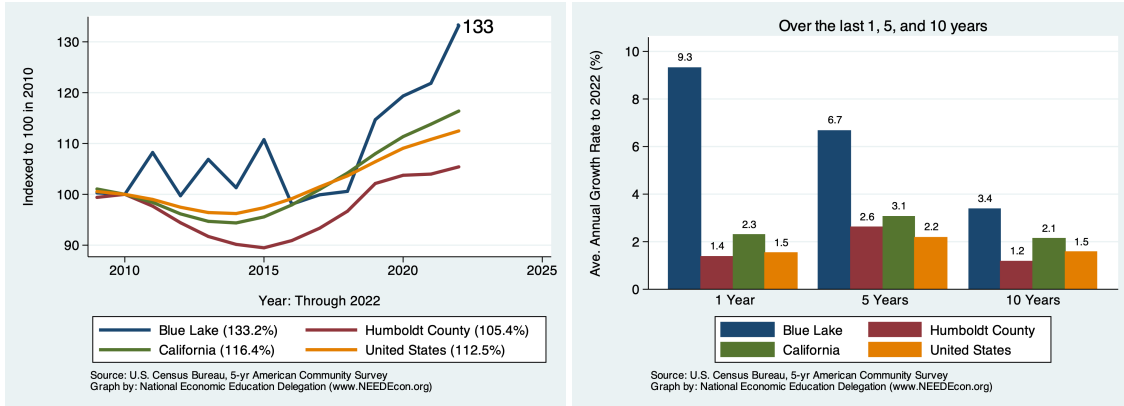 133
130
120
110
100
90
Indexed to 100 in 2010
2010
2015
2020
2025
Year: Through 2022
Blue Lake (133.2%)
Humboldt County (105.4%)
California (116.4%)
United States (112.5%)
Source: U.S. Census Bureau, 5-yr American Community Survey
Graph by: National Economic Education Delegation (www.NEEDEcon.org)
Over the last 1, 5, and 10 years
Ave. Annual Growth Rate to 2022 (%)
10
8
6
4
2
0
9.3
1.4
2.3
1.5
6.7
2.6
3.1
2.2
3.4
1.2
2.1
1.5
1 Year
5 Years
10 Years
Blue Lake
Humboldt County
California
United States
Source: U.S. Census Bureau, 5-yr American Community Survey
Graph by: National Economic Education Delegation (www.NEEDEcon.org)